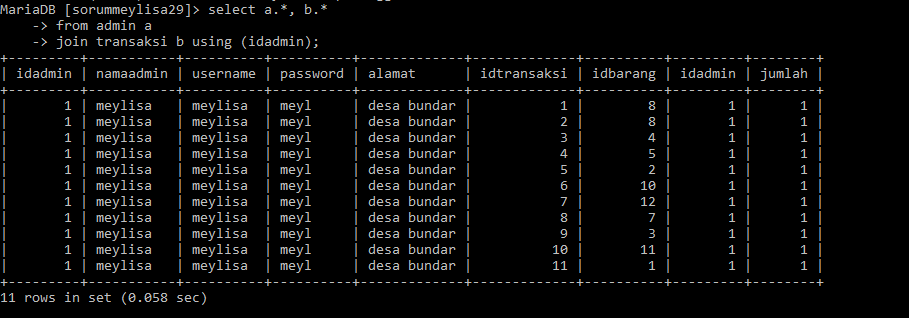 MariaDB [sorummeylisa29]> select a.*, b.*
    -> from admin a
    -> join transaksi b using (idadmin);
+---------+-----------+----------+----------+-------------+-------------+----------+---------+--------+
| idadmin | namaadmin | username | password | alamat      | idtransaksi | idbarang | idadmin | jumlah |
+---------+-----------+----------+----------+-------------+-------------+----------+---------+--------+
|       1 | meylisa   | meylisa  | meyl     | desa bundar |           1 |        8 |       1 |      1 |
|       1 | meylisa   | meylisa  | meyl     | desa bundar |           2 |        8 |       1 |      1 |
|       1 | meylisa   | meylisa  | meyl     | desa bundar |           3 |        4 |       1 |      1 |
|       1 | meylisa   | meylisa  | meyl     | desa bundar |           4 |        5 |       1 |      1 |
|       1 | meylisa   | meylisa  | meyl     | desa bundar |           5 |        2 |       1 |      1 |
|       1 | meylisa   | meylisa  | meyl     | desa bundar |           6 |       10 |       1 |      1 |
|       1 | meylisa   | meylisa  | meyl     | desa bundar |           7 |       12 |       1 |      1 |
|       1 | meylisa   | meylisa  | meyl     | desa bundar |           8 |        7 |       1 |      1 |
|       1 | meylisa   | meylisa  | meyl     | desa bundar |           9 |        3 |       1 |      1 |
|       1 | meylisa   | meylisa  | meyl     | desa bundar |          10 |       11 |       1 |      1 |
|       1 | meylisa   | meylisa  | meyl     | desa bundar |          11 |        1 |       1 |      1 |
+---------+-----------+----------+----------+-------------+-------------+----------+---------+--------+
11 rows in set (0.058 sec)